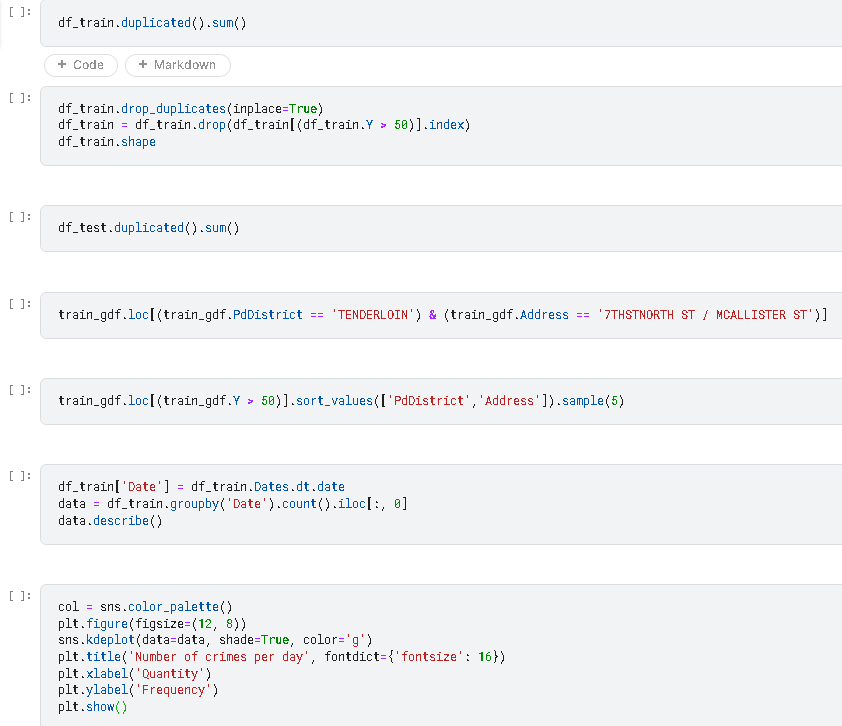 [ ]:
df_train.duplicated().sum()
+ Code + Markdown
[ ]:
df_train.drop_duplicates(inplace=True)
df_train = df_train.drop(df_train[(df_train.Y > 50)].index)
df_train.shape
[ ]:
df_test.duplicated().sum()
[ ]:
train_gdf.loc[(train_gdf.PdDistrict == 'TENDERLOIN') & (train_gdf.Address == '7THSTNORTH ST / MCALLISTER ST')]
[ ]:
train_gdf.loc[(train_gdf.Y > 50)].sort_values(['PdDistrict','Address']).sample(5)
[ ]:
df_train['Date'] = df_train.Dates.dt.date
data = df_train.groupby('Date').count().iloc[:, 0]
data.describe()
[ ]:
col = sns.color_palette()
plt.figure(figsize=(12, 8))
sns.kdeplot(data=data, shade=True, color='g')
plt.title('Number of crimes per day', fontdict={'fontsize': 16})
plt.xlabel('Quantity')
plt.ylabel('Frequency')
plt.show()